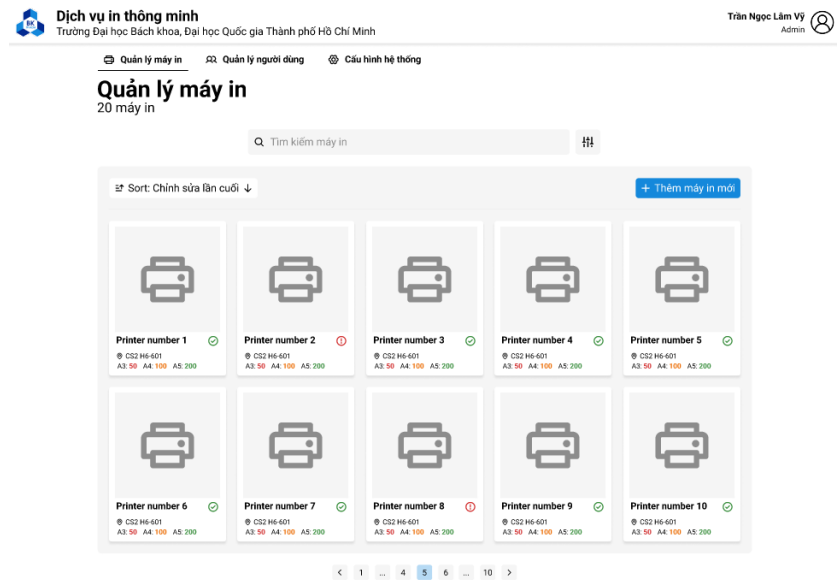 BK
Dịch vụ in thông minh
Trường Đại học Bách khoa, Đại học Quốc gia Thành phố Hồ Chí Minh
Trần Ngọc Lâm Vỹ
Admin
Quản lý máy in Quản lý người dùng Cấu hình hệ thống
Quản lý máy in
20 máy in
Tìm kiếm máy in
Sort: Chỉnh sửa lần cuối
+ Thêm máy in mới
Printer number 1 Printer number 2 Printer number 3 Printer number 4 Printer number 5
CS2 H6-601 CS2 H6-601 CS2 H6-601 CS2 H6-601 CS2 H6-601
A3: 50 A4: 100 A5: 200 A3: 50 A4: 100 A5: 200 A3: 50 A4: 100 A5: 200 A3: 50 A4: 100 A5: 200 A3: 50 A4: 100 A5: 200
Printer number 6 Printer number 7 Printer number 8 Printer number 9 Printer number 10
CS2 H6-601 CS2 H6-601 CS2 H6-601 CS2 H6-601 CS2 H6-601
A3: 50 A4: 100 A5: 200 A3: 50 A4: 100 A5: 200 A3: 50 A4: 100 A5: 200 A3: 50 A4: 100 A5: 200 A3: 50 A4: 100 A5: 200
< 1 ... 4 5 6 ... 10 >